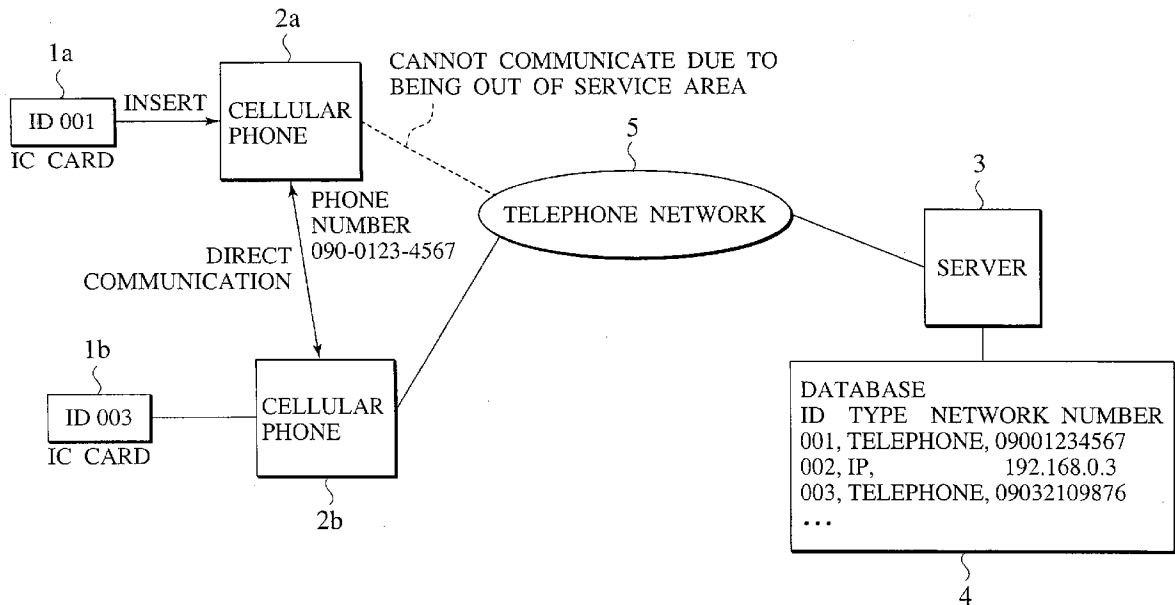 2a
1a
CANNOT COMMUNICATE DUE TO
BEING OUT OF SERVICE AREA
INSERT
ID 001
IC CARD
CELLULAR
PHONE
5
3
TELEPHONE NETWORK
SERVER
PHONE
NUMBER
090-0123-4567
DIRECT
COMMUNICATION
1b
ID 003
IC CARD
CELLULAR
PHONE
2b
DATABASE
ID TYPE NETWORK NUMBER
001, TELEPHONE, 09001234567
002, IP, 192.168.0.3
003, TELEPHONE, 09032109876
...
4